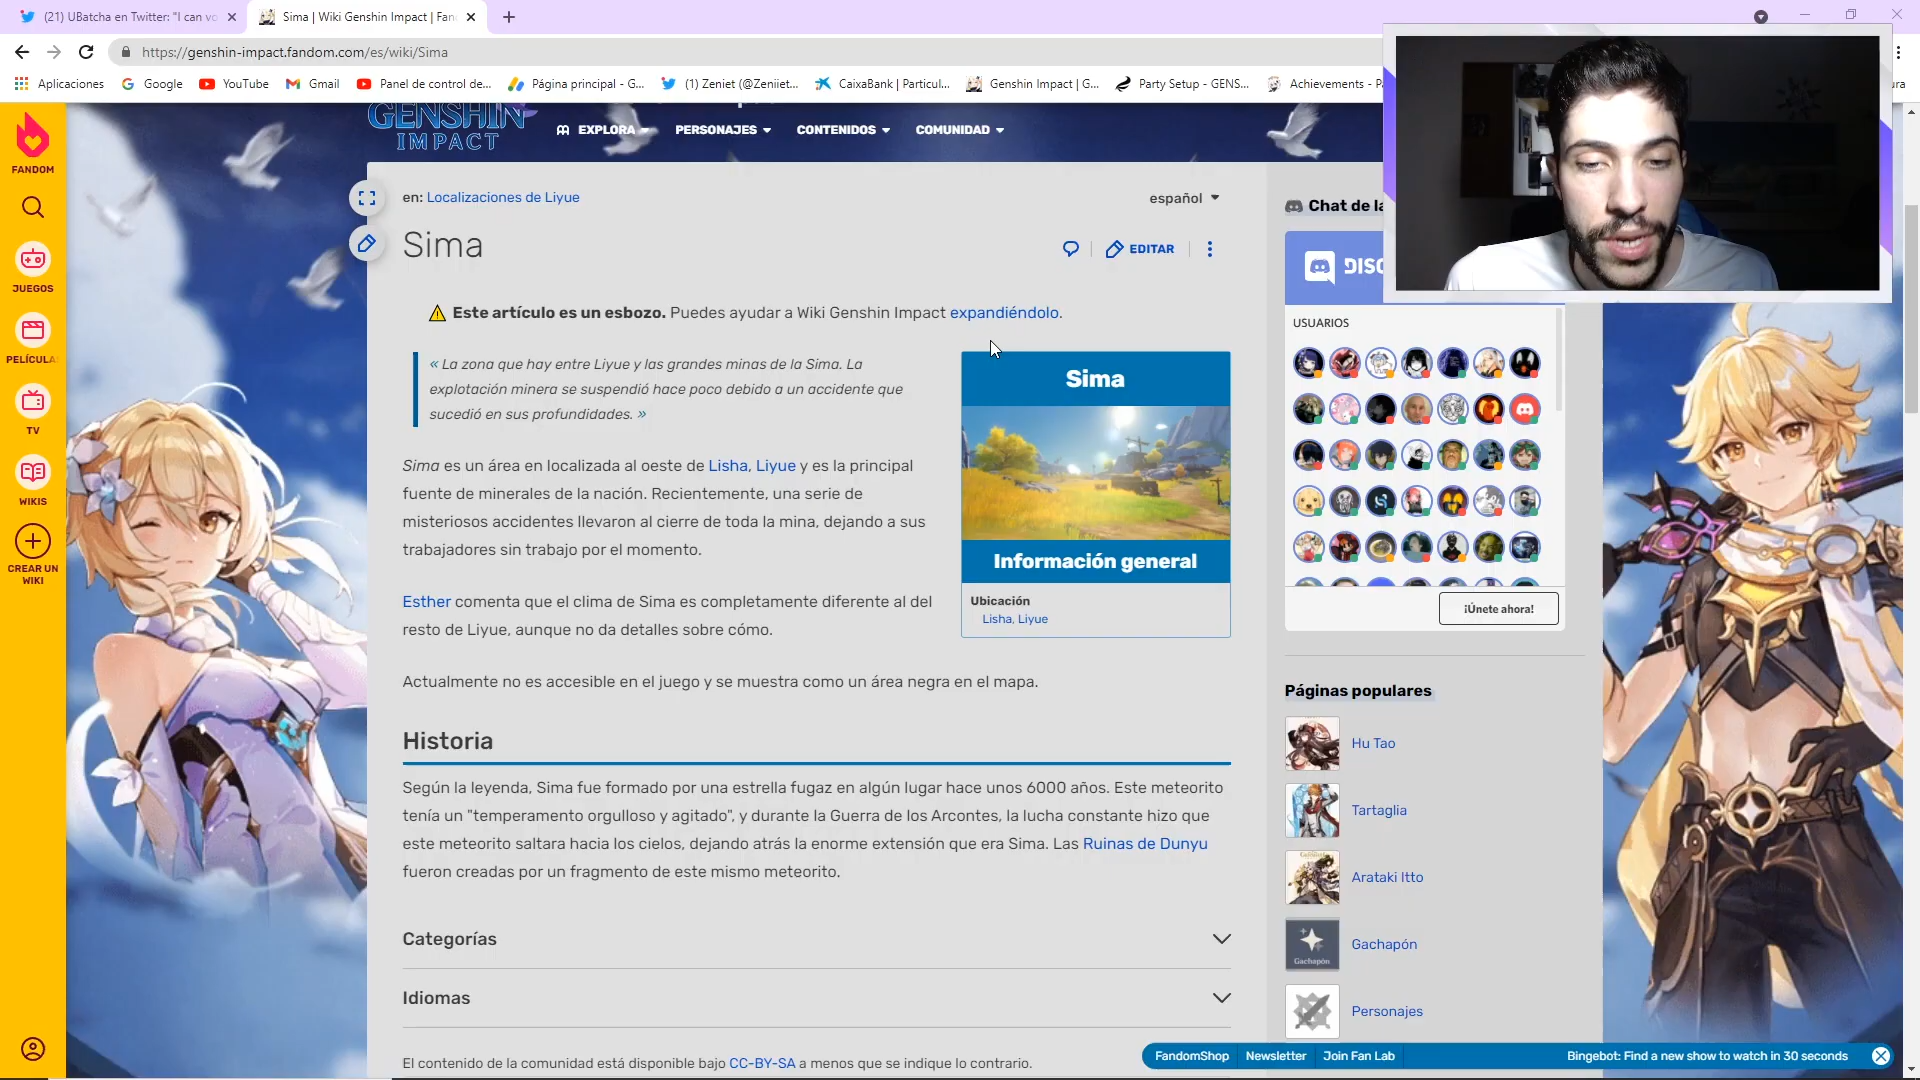 (21) UBatcha en Twitter: "I can vo
Sima | Wiki Genshin Impact | Fan
https://genshin-impact.fandom.com/es/wiki/Sima
Aplicaciones
Google
YouTube
Gmail
Panel de control de...
Página principal - G...
(1) Zeniet (@Zeniiet...
CaixaBank | Particul...
Genshin Impact | G...
Party Setup - GENS...
Achievements - Pa
ura
GENSHIN
IMPACT
EXPLORA
PERSONAJES
CONTENIDOS
COMUNIDAD
FANDOM
JUEGOS
PELÍCULA
TV
WIKIS
CREAR UN
WIKI
en: Localizaciones de Liyue
español
Sima
EDITAR
Este artículo es un esbozo. Puedes ayudar a Wiki Genshin Impact expandiéndolo.
« La zona que hay entre Liyue y las grandes minas de la Sima. La
explotación minera se suspendió hace poco debido a un accidente que
sucedió en sus profundidades. »
Sima es un área en localizada al oeste de Lisha, Liyue y es la principal
fuente de minerales de la nación. Recientemente, una serie de
misteriosos accidentes llevaron al cierre de toda la mina, dejando a sus
trabajadores sin trabajo por el momento.
Esther comenta que el clima de Sima es completamente diferente al del
resto de Liyue, aunque no da detalles sobre cómo.
Actualmente no es accesible en el juego y se muestra como un área negra en el mapa.
Sima
Información general
Ubicación
Lisha, Liyue
Historia
Según la leyenda, Sima fue formado por una estrella fugaz en algún lugar hace unos 6000 años. Este meteorito
tenía un "temperamento orgulloso y agitado", y durante la Guerra de los Arcontes, la lucha constante hizo que
este meteorito saltara hacia los cielos, dejando atrás la enorme extensión que era Sima. Las Ruinas de Dunyu
fueron creadas por un fragmento de este mismo meteorito.
Categorías
Idiomas
El contenido de la comunidad está disponible bajo CC-BY-SA a menos que se indique lo contrario.
Chat de la
DISC
USUARIOS
¡Únete ahora!
Páginas populares
Hu Tao
Tartaglia
Arataki Itto
Gachapón
Gachapón
Personajes
FandomShop
Newsletter
Join Fan Lab
Bingebot: Find a new show to watch in 30 seconds